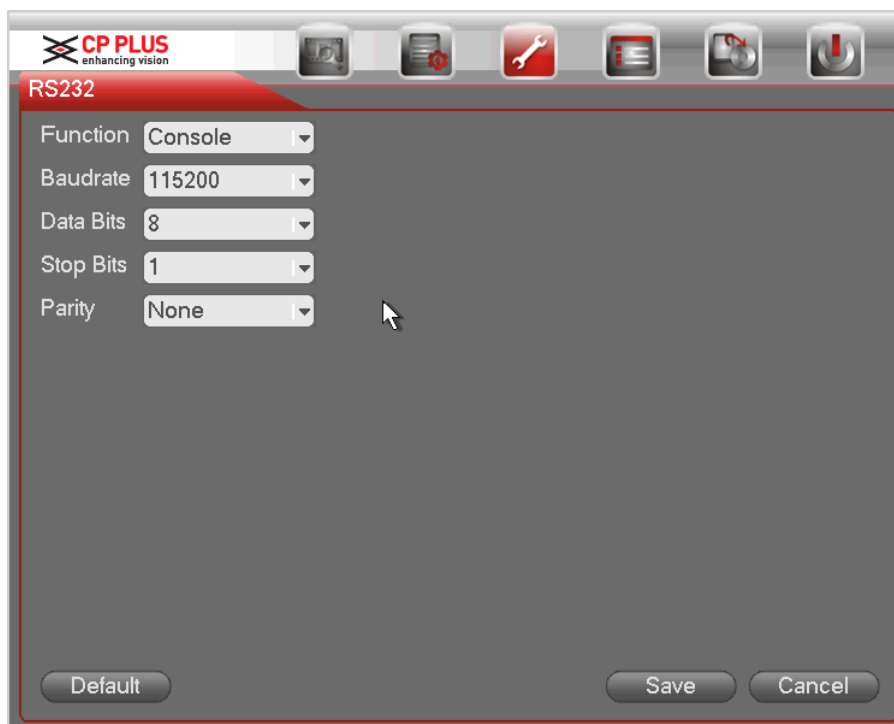 CP PLUS
enhancing vision
RS232
Function Console
Baudrate 115200
Data Bits 8
Stop Bits 1
Parity None
Default Save Cancel